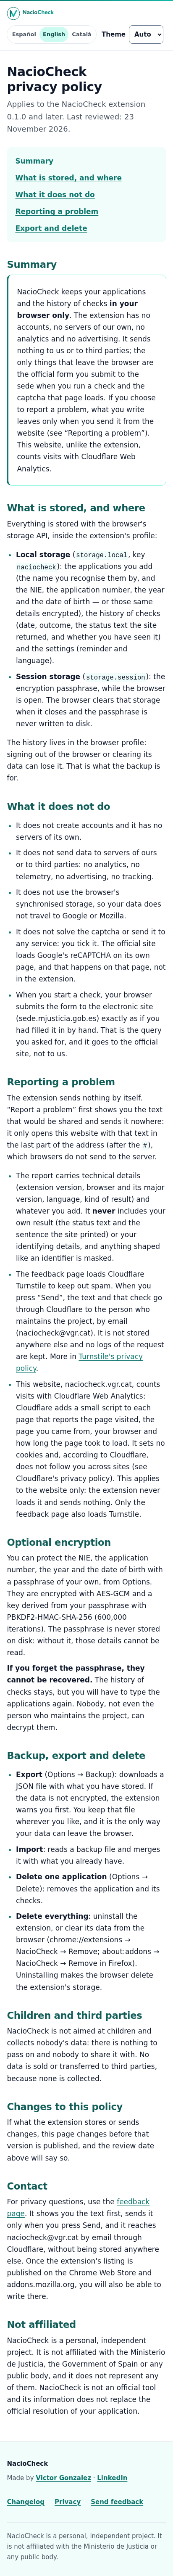 NacioCheck
Español English Català Theme Auto
NacioCheck
privacy policy
Applies to the NacioCheck extension
0.1.0 and later. Last reviewed: 23
November 2026.
Summary
What is stored, and where
What it does not do
Reporting a problem
Export and delete
Summary
NacioCheck keeps your applications
and the history of checks in your
browser only. The extension has no
accounts, no servers of our own, no
analytics and no advertising. It sends
nothing to us or to third parties; the
only things that leave the browser are
the official form you submit to the
sede when you run a check and the
captcha that page loads. If you choose
to report a problem, what you write
leaves only when you send it from the
website (see “Reporting a problem”).
This website, unlike the extension,
counts visits with Cloudflare Web
Analytics.
What is stored, and where
Everything is stored with the browser's
storage API, inside the extension's profile:
Local storage (storage.local, key
naciocheck): the applications you add
(the name you recognise them by, and
the NIE, the application number, the year
and the date of birth — or those same
details encrypted), the history of checks
(date, outcome, the status text the site
returned, and whether you have seen it)
and the settings (reminder and
language).
Session storage (storage.session): the
encryption passphrase, while the browser
is open. The browser clears that storage
when it closes and the passphrase is
never written to disk.
The history lives in the browser profile:
signing out of the browser or clearing its
data can lose it. That is what the backup is
for.
What it does not do
It does not create accounts and it has no
servers of its own.
It does not send data to servers of ours
or to third parties: no analytics, no
telemetry, no advertising, no tracking.
It does not use the browser's
synchronised storage, so your data does
not travel to Google or Mozilla.
It does not solve the captcha or send it to
any service: you tick it. The official site
loads Google's reCAPTCHA on its own
page, and that happens on that page, not
in the extension.
When you start a check, your browser
submits the form to the electronic site
(sede.mjusticia.gob.es) exactly as if you
had filled it in by hand. That is the query
you asked for, and it goes to the official
site, not to us.
Reporting a problem
The extension sends nothing by itself.
“Report a problem” first shows you the text
that would be shared and sends it nowhere:
it only opens this website with that text in
the last part of the address (after the #),
which browsers do not send to the server.
The report carries technical details
(extension version, browser and its major
version, language, kind of result) and
whatever you add. It never includes your
own result (the status text and the
sentence the site printed) or your
identifying details, and anything shaped
like an identifier is masked.
The feedback page loads Cloudflare
Turnstile to keep out spam. When you
press “Send”, the text and that check go
through Cloudflare to the person who
maintains the project, by email
(naciocheck@vgr.cat). It is not stored
anywhere else and no logs of the request
are kept. More in Turnstile's privacy
policy.
This website, naciocheck.vgr.cat, counts
visits with Cloudflare Web Analytics:
Cloudflare adds a small script to each
page that reports the page visited, the
page you came from, your browser and
how long the page took to load. It sets no
cookies and, according to Cloudflare,
does not follow you across sites (see
Cloudflare's privacy policy). This applies
to the website only: the extension never
loads it and sends nothing. Only the
feedback page also loads Turnstile.
Optional encryption
You can protect the NIE, the application
number, the year and the date of birth with
a passphrase of your own, from Options.
They are encrypted with AES-GCM and a
key derived from your passphrase with
PBKDF2-HMAC-SHA-256 (600,000
iterations). The passphrase is never stored
on disk: without it, those details cannot be
read.
If you forget the passphrase, they
cannot be recovered. The history of
checks stays, but you will have to type the
applications again. Nobody, not even the
person who maintains the project, can
decrypt them.
Backup, export and delete
Export (Options → Backup): downloads a
JSON file with what you have stored. If
the data is not encrypted, the extension
warns you first. You keep that file
wherever you like, and it is the only way
your data can leave the browser.
Import: reads a backup file and merges
it with what you already have.
Delete one application (Options →
Delete): removes the application and its
checks.
Delete everything: uninstall the
extension, or clear its data from the
browser (chrome://extensions →
NacioCheck → Remove; about:addons →
NacioCheck → Remove in Firefox).
Uninstalling makes the browser delete
the extension's storage.
Children and third parties
NacioCheck is not aimed at children and
collects nobody's data: there is nothing to
pass on and nobody to share it with. No
data is sold or transferred to third parties,
because none is collected.
Changes to this policy
If what the extension stores or sends
changes, this page changes before that
version is published, and the review date
above will say so.
Contact
For privacy questions, use the feedback
page. It shows you the text first, sends it
only when you press Send, and it reaches
naciocheck@vgr.cat by email through
Cloudflare, without being stored anywhere
else. Once the extension's listing is
published on the Chrome Web Store and
addons.mozilla.org, you will also be able to
write there.
Not affiliated
NacioCheck is a personal, independent
project. It is not affiliated with the Ministerio
de Justicia, the Government of Spain or any
public body, and it does not represent any
of them. NacioCheck is not an official tool
and its information does not replace the
official resolution of your application.
NacioCheck
Made by Victor Gonzalez · LinkedIn
Changelog Privacy Send feedback
NacioCheck is a personal, independent project. It
is not affiliated with the Ministerio de Justicia or
any public body.